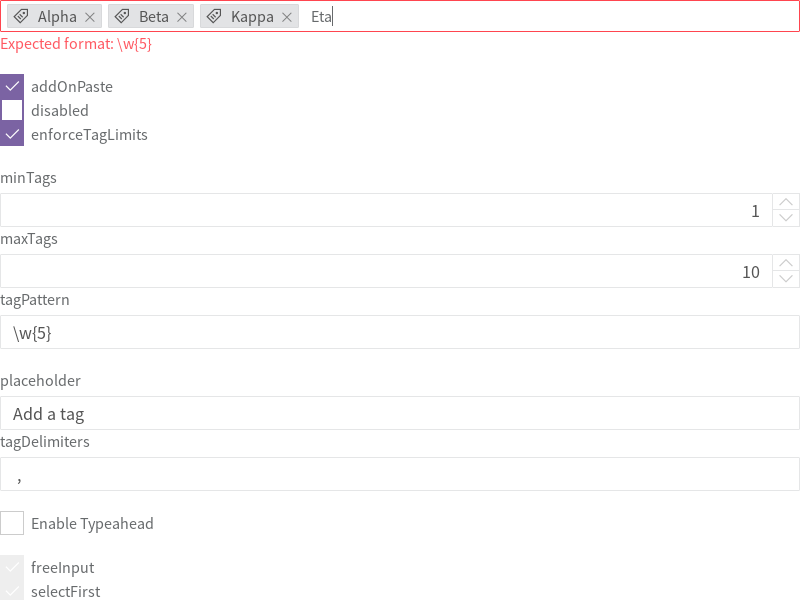 Alpha Beta Kappa Eta
Expected format: \w{5}
addOnPaste
disabled
enforceTagLimits
minTags
1
maxTags
10
tagPattern
\w{5}
placeholder
Add a tag
tagDelimiters
,
Enable Typeahead
freeInput
selectFirst